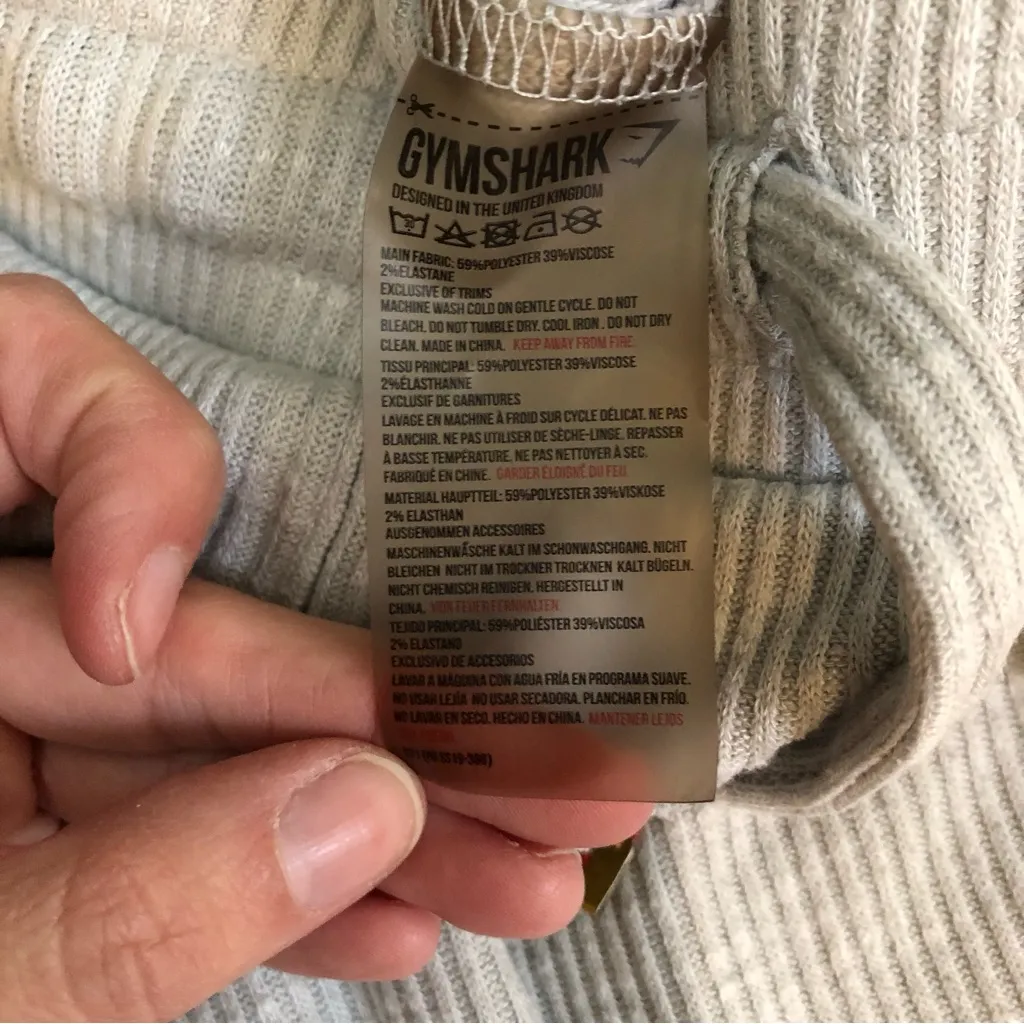 GYMSHARK
DESIGNED IN THE UNITED KINGDOM
30
MAIN FABRIC: 59%POLYESTER 39%VISCOSE
2%ELASTANE
EXCLUSIVE OF TRIMS
MACHINE WASH COLD ON GENTLE CYCLE. DO NOT
BLEACH. DO NOT TUMBLE DRY. COOL IRON. DO NOT DRY
CLEAN. MADE IN CHINA. KEEP AWAY FROM FIRE.
TISSU PRINCIPAL: 59%POLYESTER 39%VISCOSE
2%ÉLASTHANNE
EXCLUSIF DE GARNITURES
LAVAGE EN MACHINE À FROID SUR CYCLE DÉLICAT. NE PAS
BLANCHIR. NE PAS UTILISER DE SÈCHE-LINGE. REPASSER
À BASSE TEMPÉRATURE. NE PAS NETTOYER À SEC.
FABRIQUÉ EN CHINE. GARDER ÉLOIGNÉ DU FEU.
MATERIAL HAUPTTEIL: 59%POLYESTER 39%VISKOSE
2% ELASTHAN
AUSGENOMMEN ACCESSOIRES
MASCHINENWÄSCHE KALT IM SCHONWASCHGANG. NICHT
BLEICHEN NICHT IM TROCKNER TROCKNEN KALT BÜGELN.
NICHT CHEMISCH REINIGEN. HERGESTELLT IN
CHINA. VON FEUER FERNHALTEN.
TEJIDO PRINCIPAL: 59%POLIÉSTER 39%VISCOSA
2% ELASTANO
EXCLUSIVO DE ACCESORIOS
LAVAR A MÁQUINA CON AGUA FRÍA EN PROGRAMA SUAVE.
NO USAR LEJÍA NO USAR SECADORA. PLANCHAR EN FRÍO.
NO LAVAR EN SECO. HECHO EN CHINA. MANTENER LEJOS